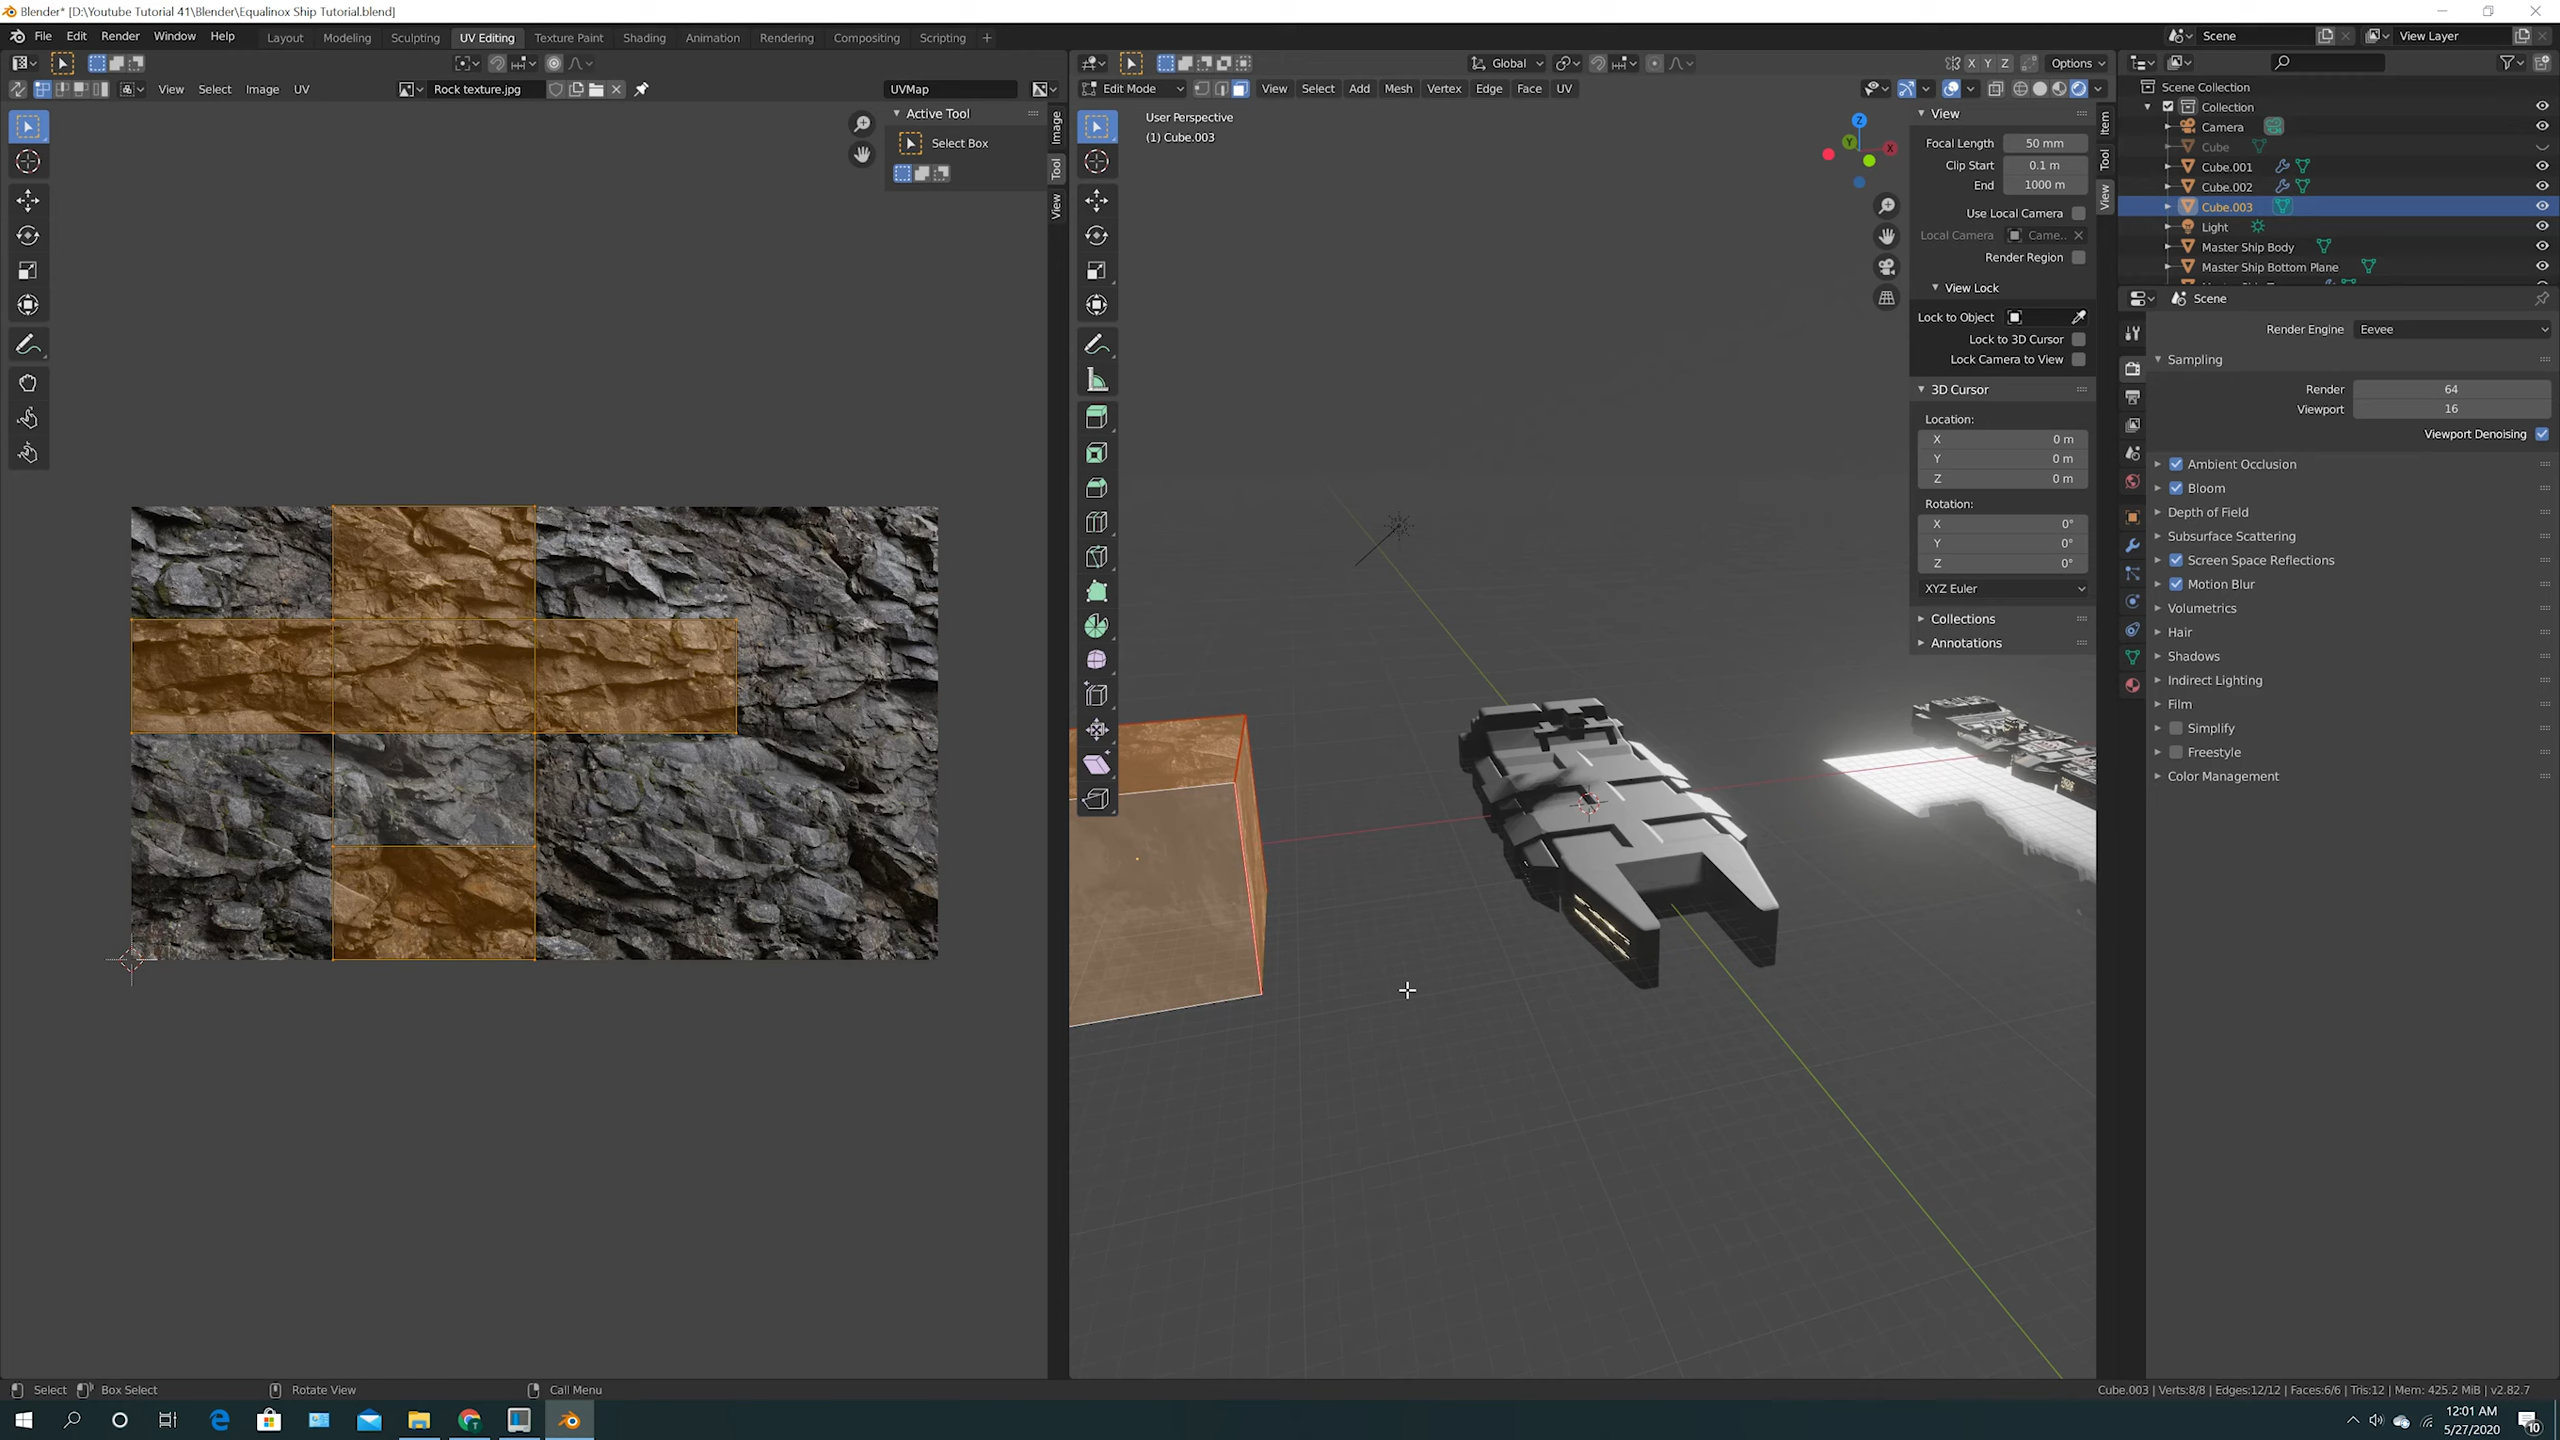 Blender* [D:\Youtube Tutorial 41\Blender\Equalinox Ship Tutorial.blend]
File Edit Render Window Help Layout Modeling Sculpting UV Editing Texture Paint Shading Animation Rendering Compositing Scripting + Scene View Layer
Global X Y Z Options
View Select Image UV Rock texture.jpg UVMap Edit Mode View Select Add Mesh Vertex Edge Face UV
Active Tool
Select Box
Image
Tool
View
User Perspective
(1) Cube.003
Z
Y
X
View
Focal Length 50 mm
Clip Start 0.1 m
End 1000 m
Use Local Camera
Local Camera Came..
Render Region
View Lock
Lock to Object
Lock to 3D Cursor
Lock Camera to View
3D Cursor
Location:
X 0 m
Y 0 m
Z 0 m
Rotation:
X 0°
Y 0°
Z 0°
XYZ Euler
Collections
Annotations
Item
Tool
View
Scene Collection
Collection
Camera
Cube
Cube.001
Cube.002
Cube.003
Light
Master Ship Body
Master Ship Bottom Plane
Scene
Render Engine Eevee
Sampling
Render 64
Viewport 16
Viewport Denoising
Ambient Occlusion
Bloom
Depth of Field
Subsurface Scattering
Screen Space Reflections
Motion Blur
Volumetrics
Hair
Shadows
Indirect Lighting
Film
Simplify
Freestyle
Color Management
Select Box Select Rotate View Call Menu Cube.003 | Verts:8/8 | Edges:12/12 | Faces:6/6 | Tris:12 | Mem: 425.2 MiB | v2.82.7
12:01 AM
5/27/2020
10